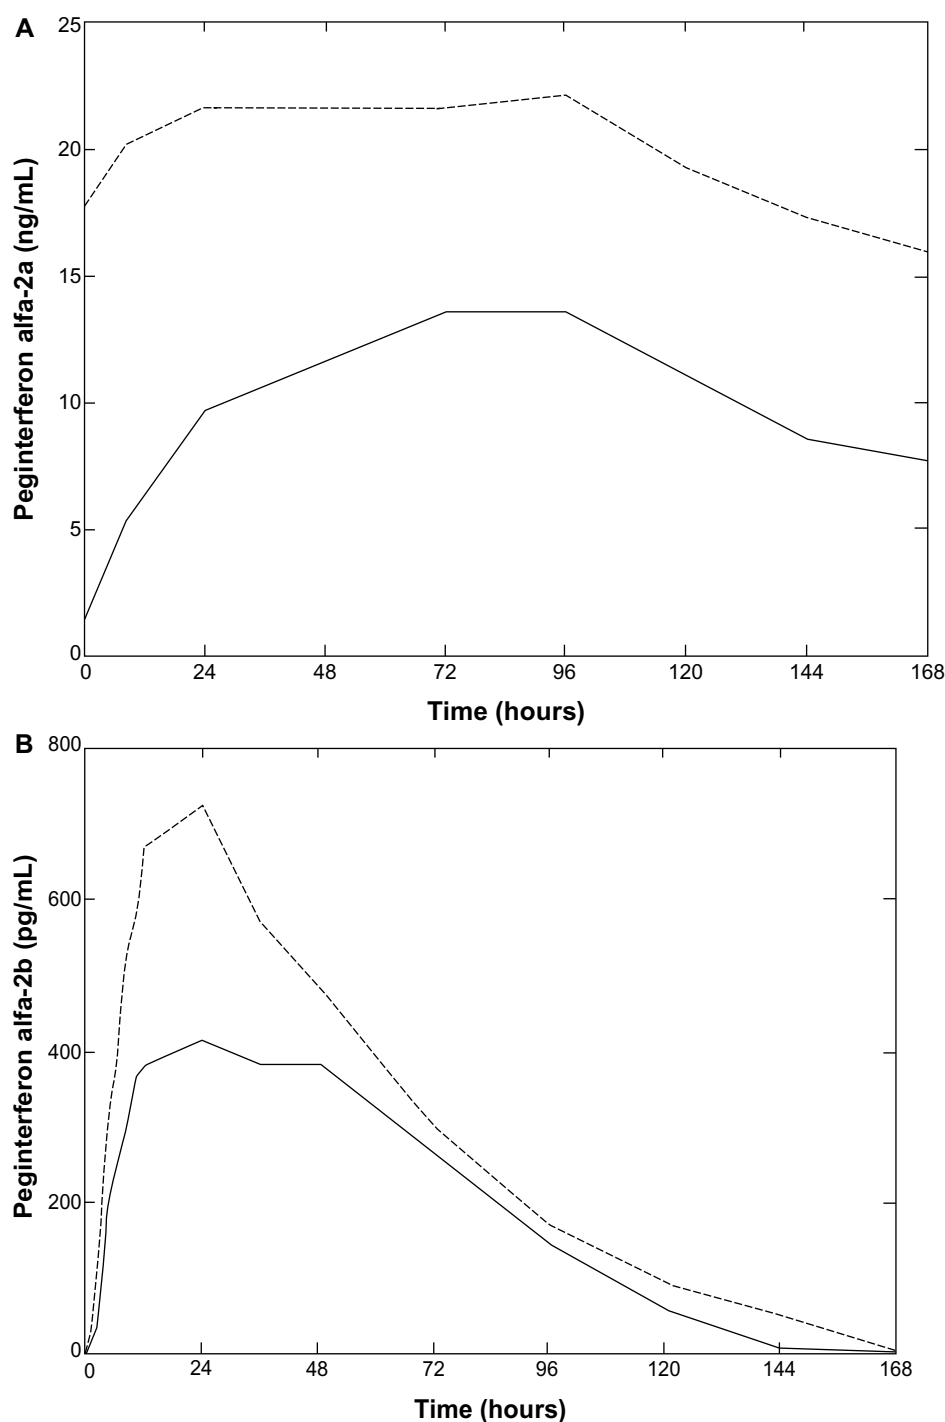 A
25
20
15
10
5
0
Peginterferon alfa-2a (ng/mL)
0 24 48 72 96 120 144 168
Time (hours)
B
800
600
400
200
0
Peginterferon alfa-2b (pg/mL)
0 24 48 72 96 120 144 168
Time (hours)